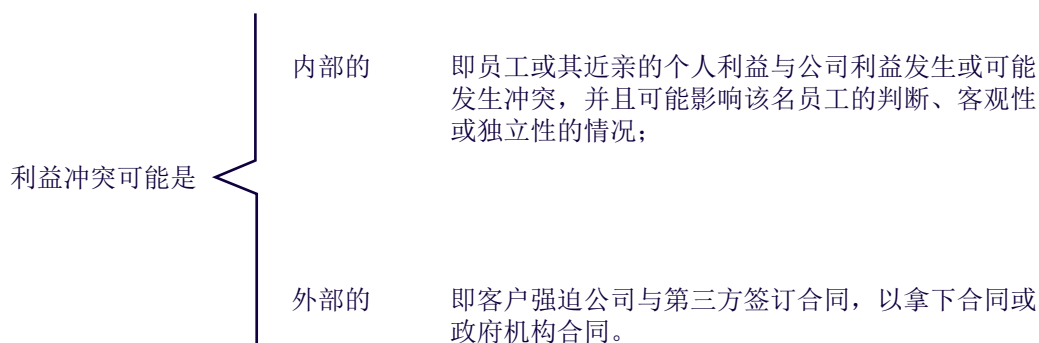 利益冲突可能是
内部的
即员工或其近亲的个人利益与公司利益发生或可能
发生冲突，并且可能影响该名员工的判断、客观性
或独立性的情况；
外部的
即客户强迫公司与第三方签订合同，以拿下合同或
政府机构合同。